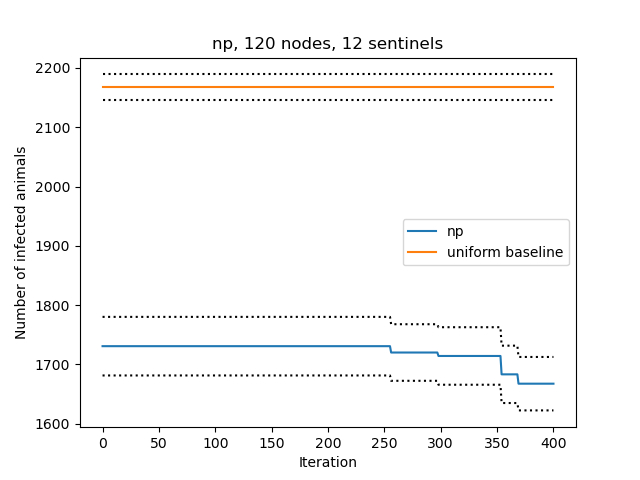 np, 120 nodes, 12 sentinels
Number of infected animals
2200
2100
2000
1900
1800
1700
1600
np
uniform baseline
0 50 100 150 200 250 300 350 400
Iteration